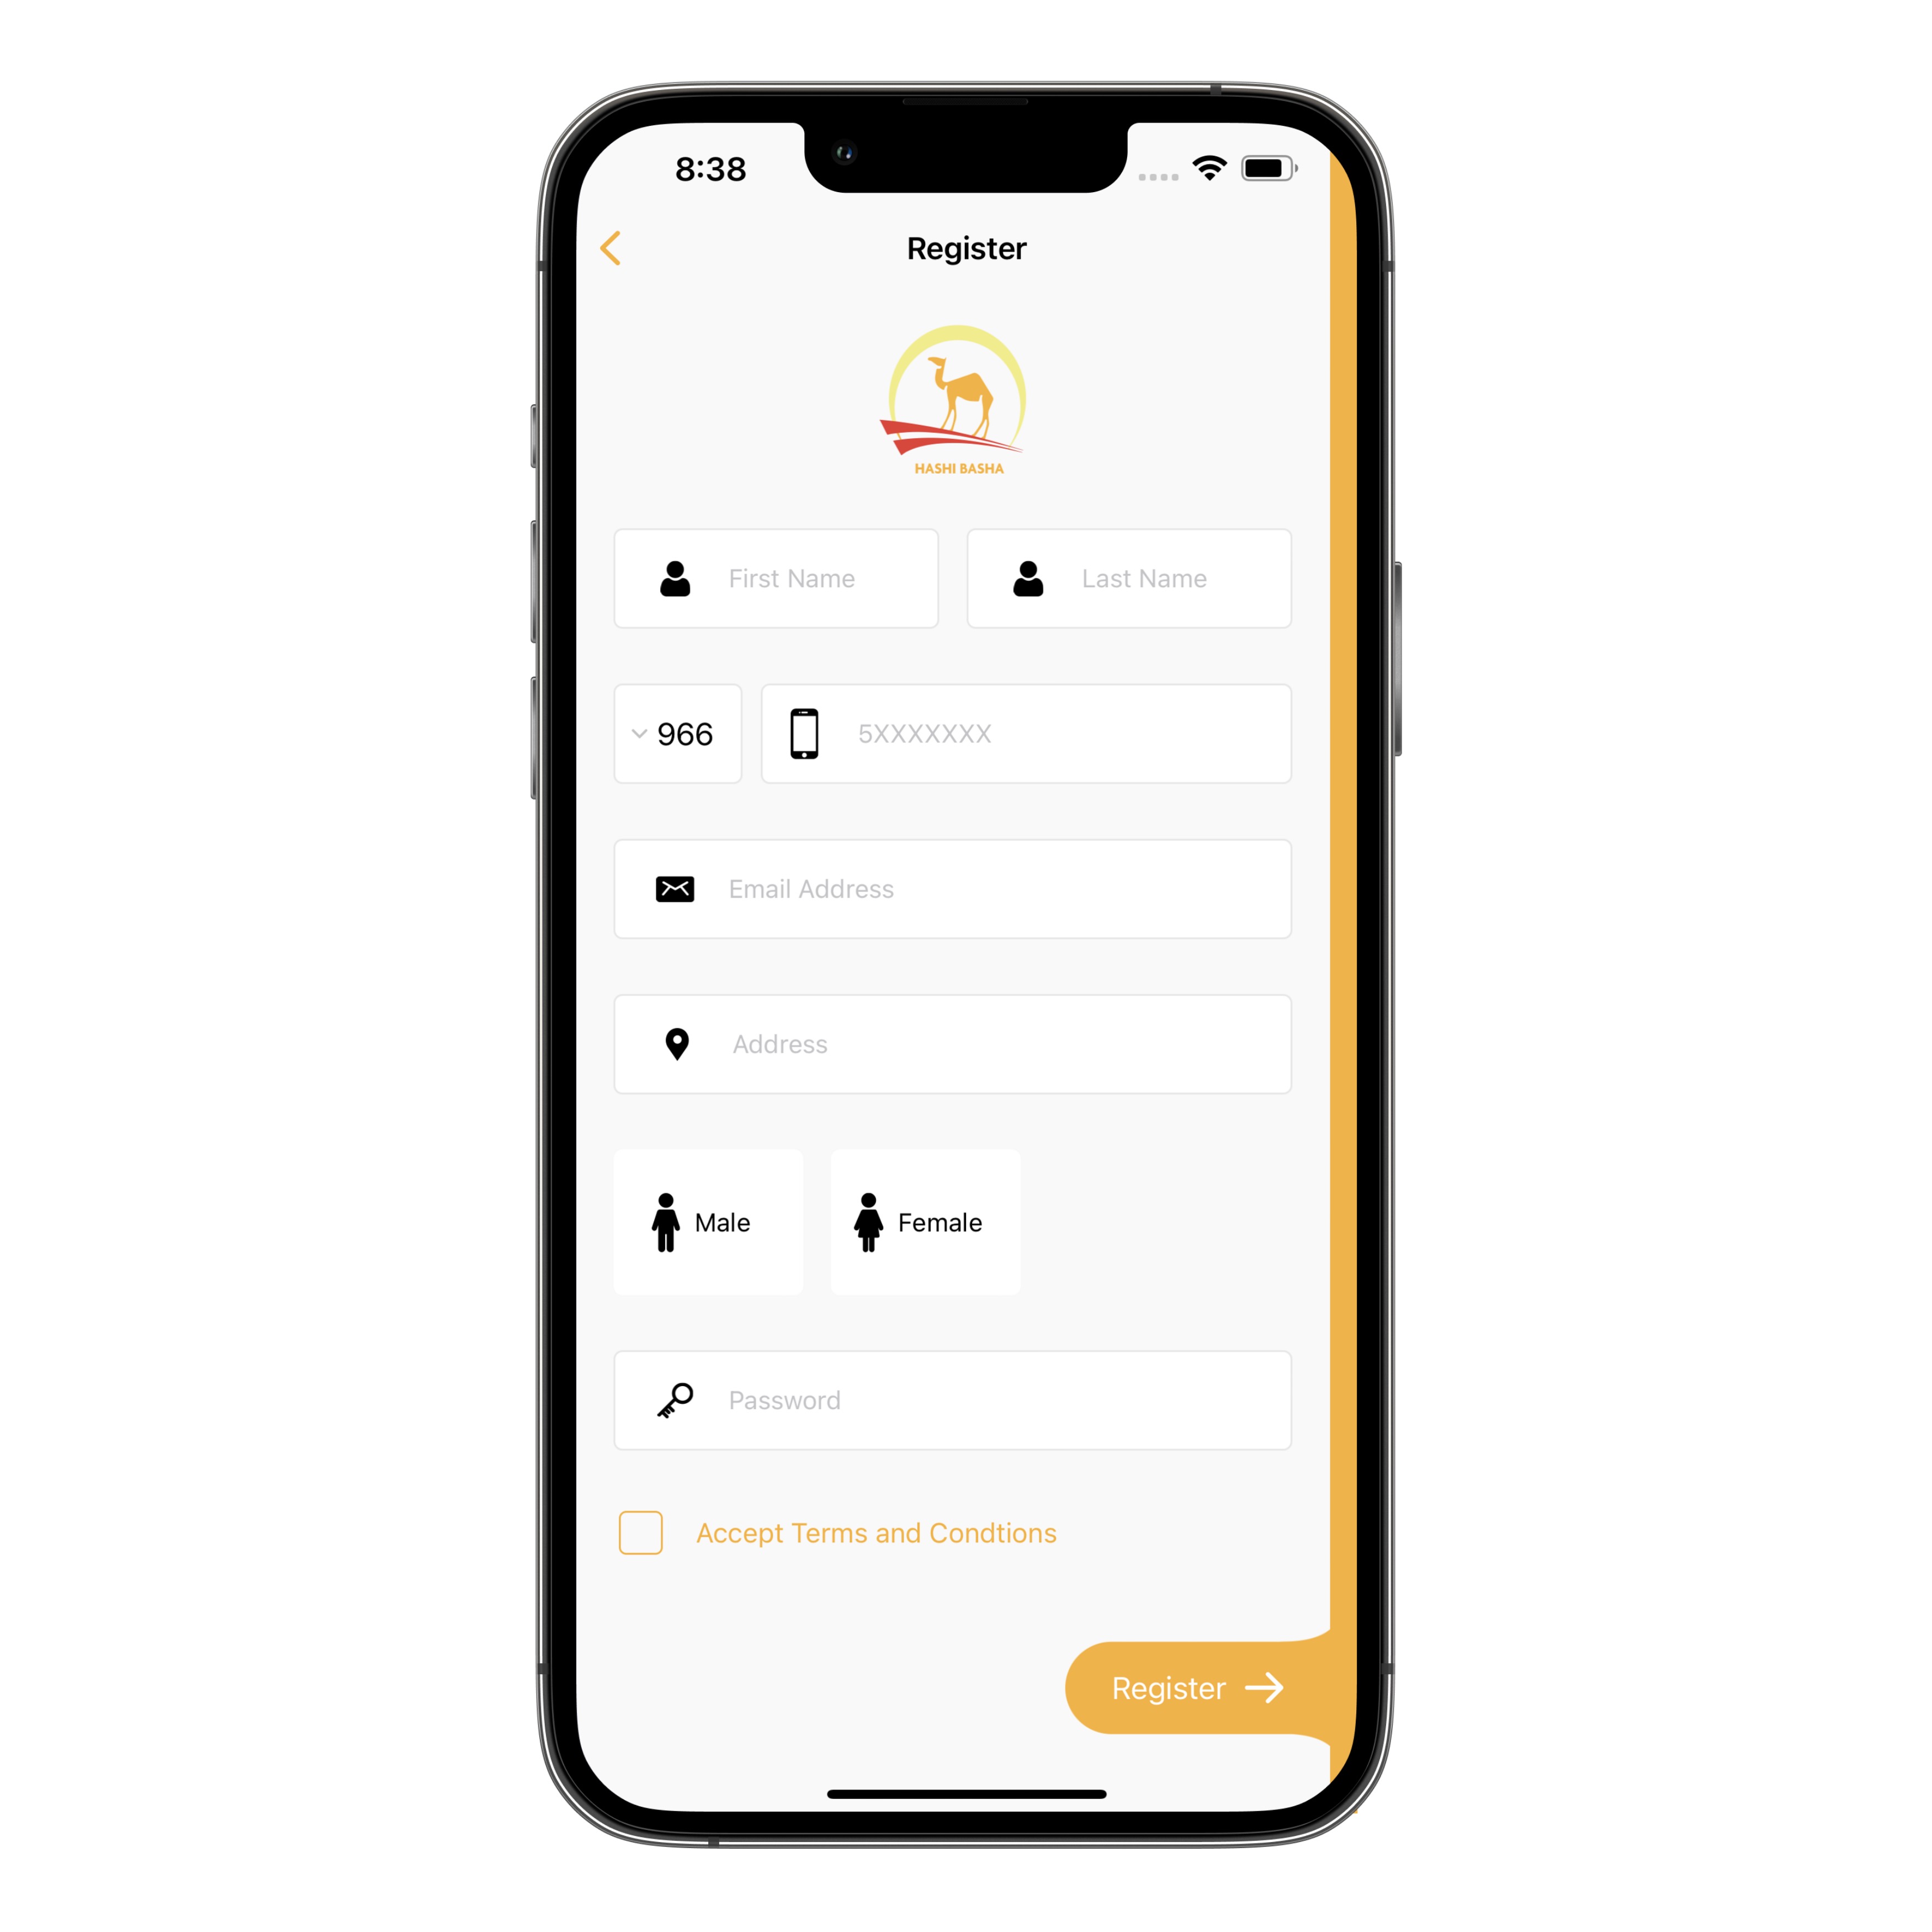 8:38
Register
HASHI BASHA
First Name
Last Name
966
5XXXXXXX
Email Address
Address
Male
Female
Password
Accept Terms and Condtions
Register